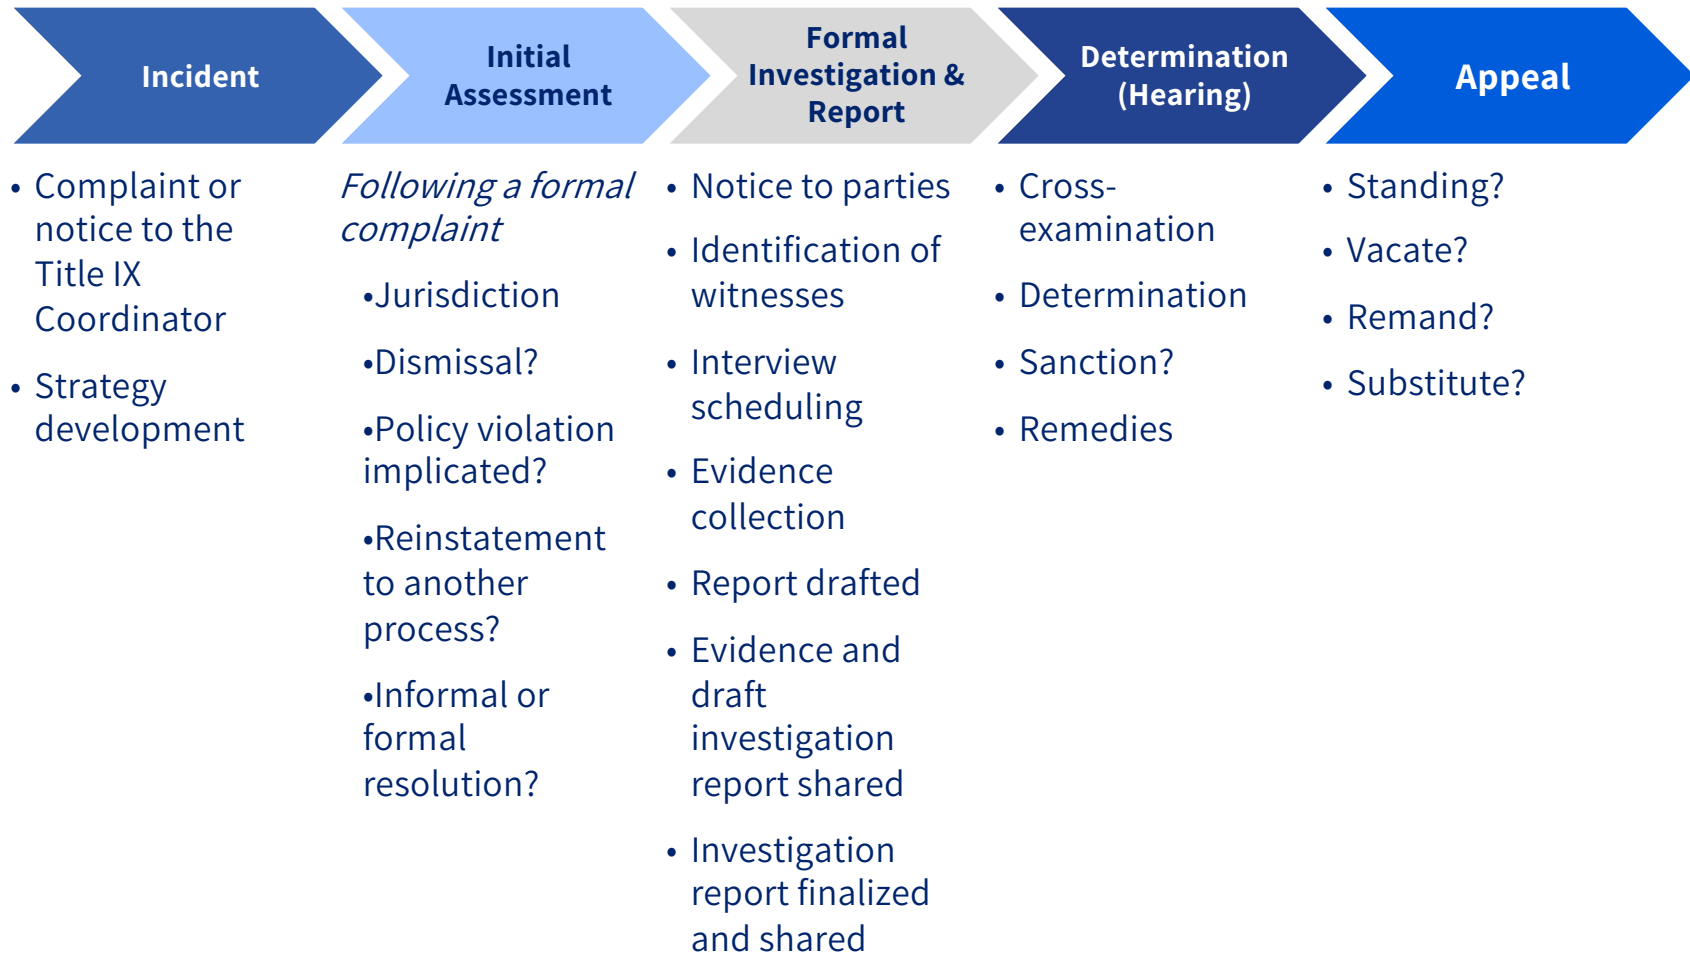 Incident
Initial
Assessment
Formal
Investigation &
Report
Determination
(Hearing)
Appeal
• Complaint or
notice to the
Title IX
Coordinator
• Strategy
development
Following a formal
complaint
•Jurisdiction
•Dismissal?
•Policy violation
implicated?
•Reinstatement
to another
process?
•Informal or
formal
resolution?
• Notice to parties
• Identification of
witnesses
• Interview
scheduling
• Evidence
collection
• Report drafted
• Evidence and
draft
investigation
report shared
• Investigation
report finalized
and shared
• Cross-
examination
• Determination
• Sanction?
• Remedies
• Standing?
• Vacate?
• Remand?
• Substitute?